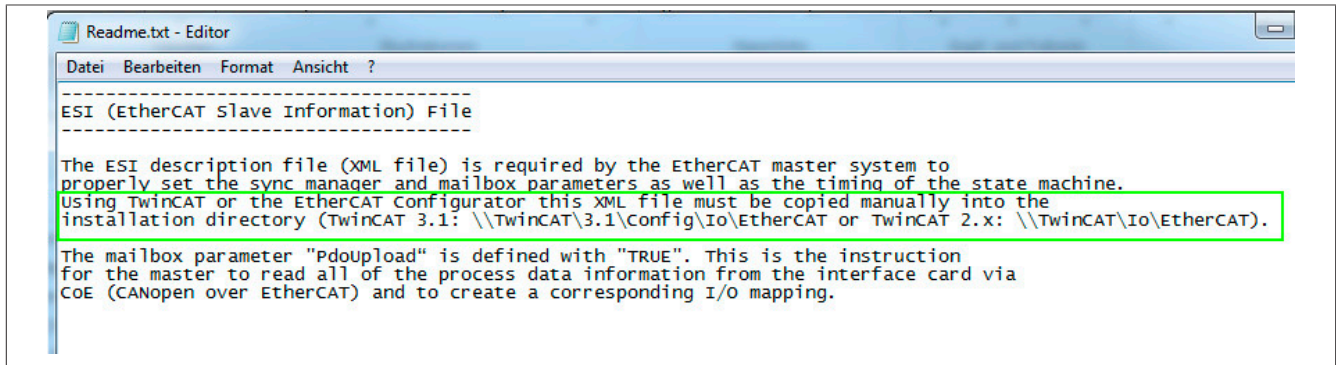 Readme.txt - Editor
Datei Bearbeiten Format Ansicht ?
-------------------------------------
ESI (EtherCAT Slave Information) File
-------------------------------------
The ESI description file (XML file) is required by the EtherCAT master system to
properly set the sync manager and mailbox parameters as well as the timing of the state machine.
Using TwinCAT or the EtherCAT Configurator this XML file must be copied manually into the
installation directory (TwinCAT 3.1: \\TwinCAT\3.1\Config\Io\EtherCAT or TwinCAT 2.x: \\TwinCAT\Io\EtherCAT).
The mailbox parameter "PdoUpload“ is defined with "TRUE". This is the instruction
for the master to read all of the process data information from the interface card via
CoE (CANopen over EtherCAT) and to create a corresponding I/O mapping.